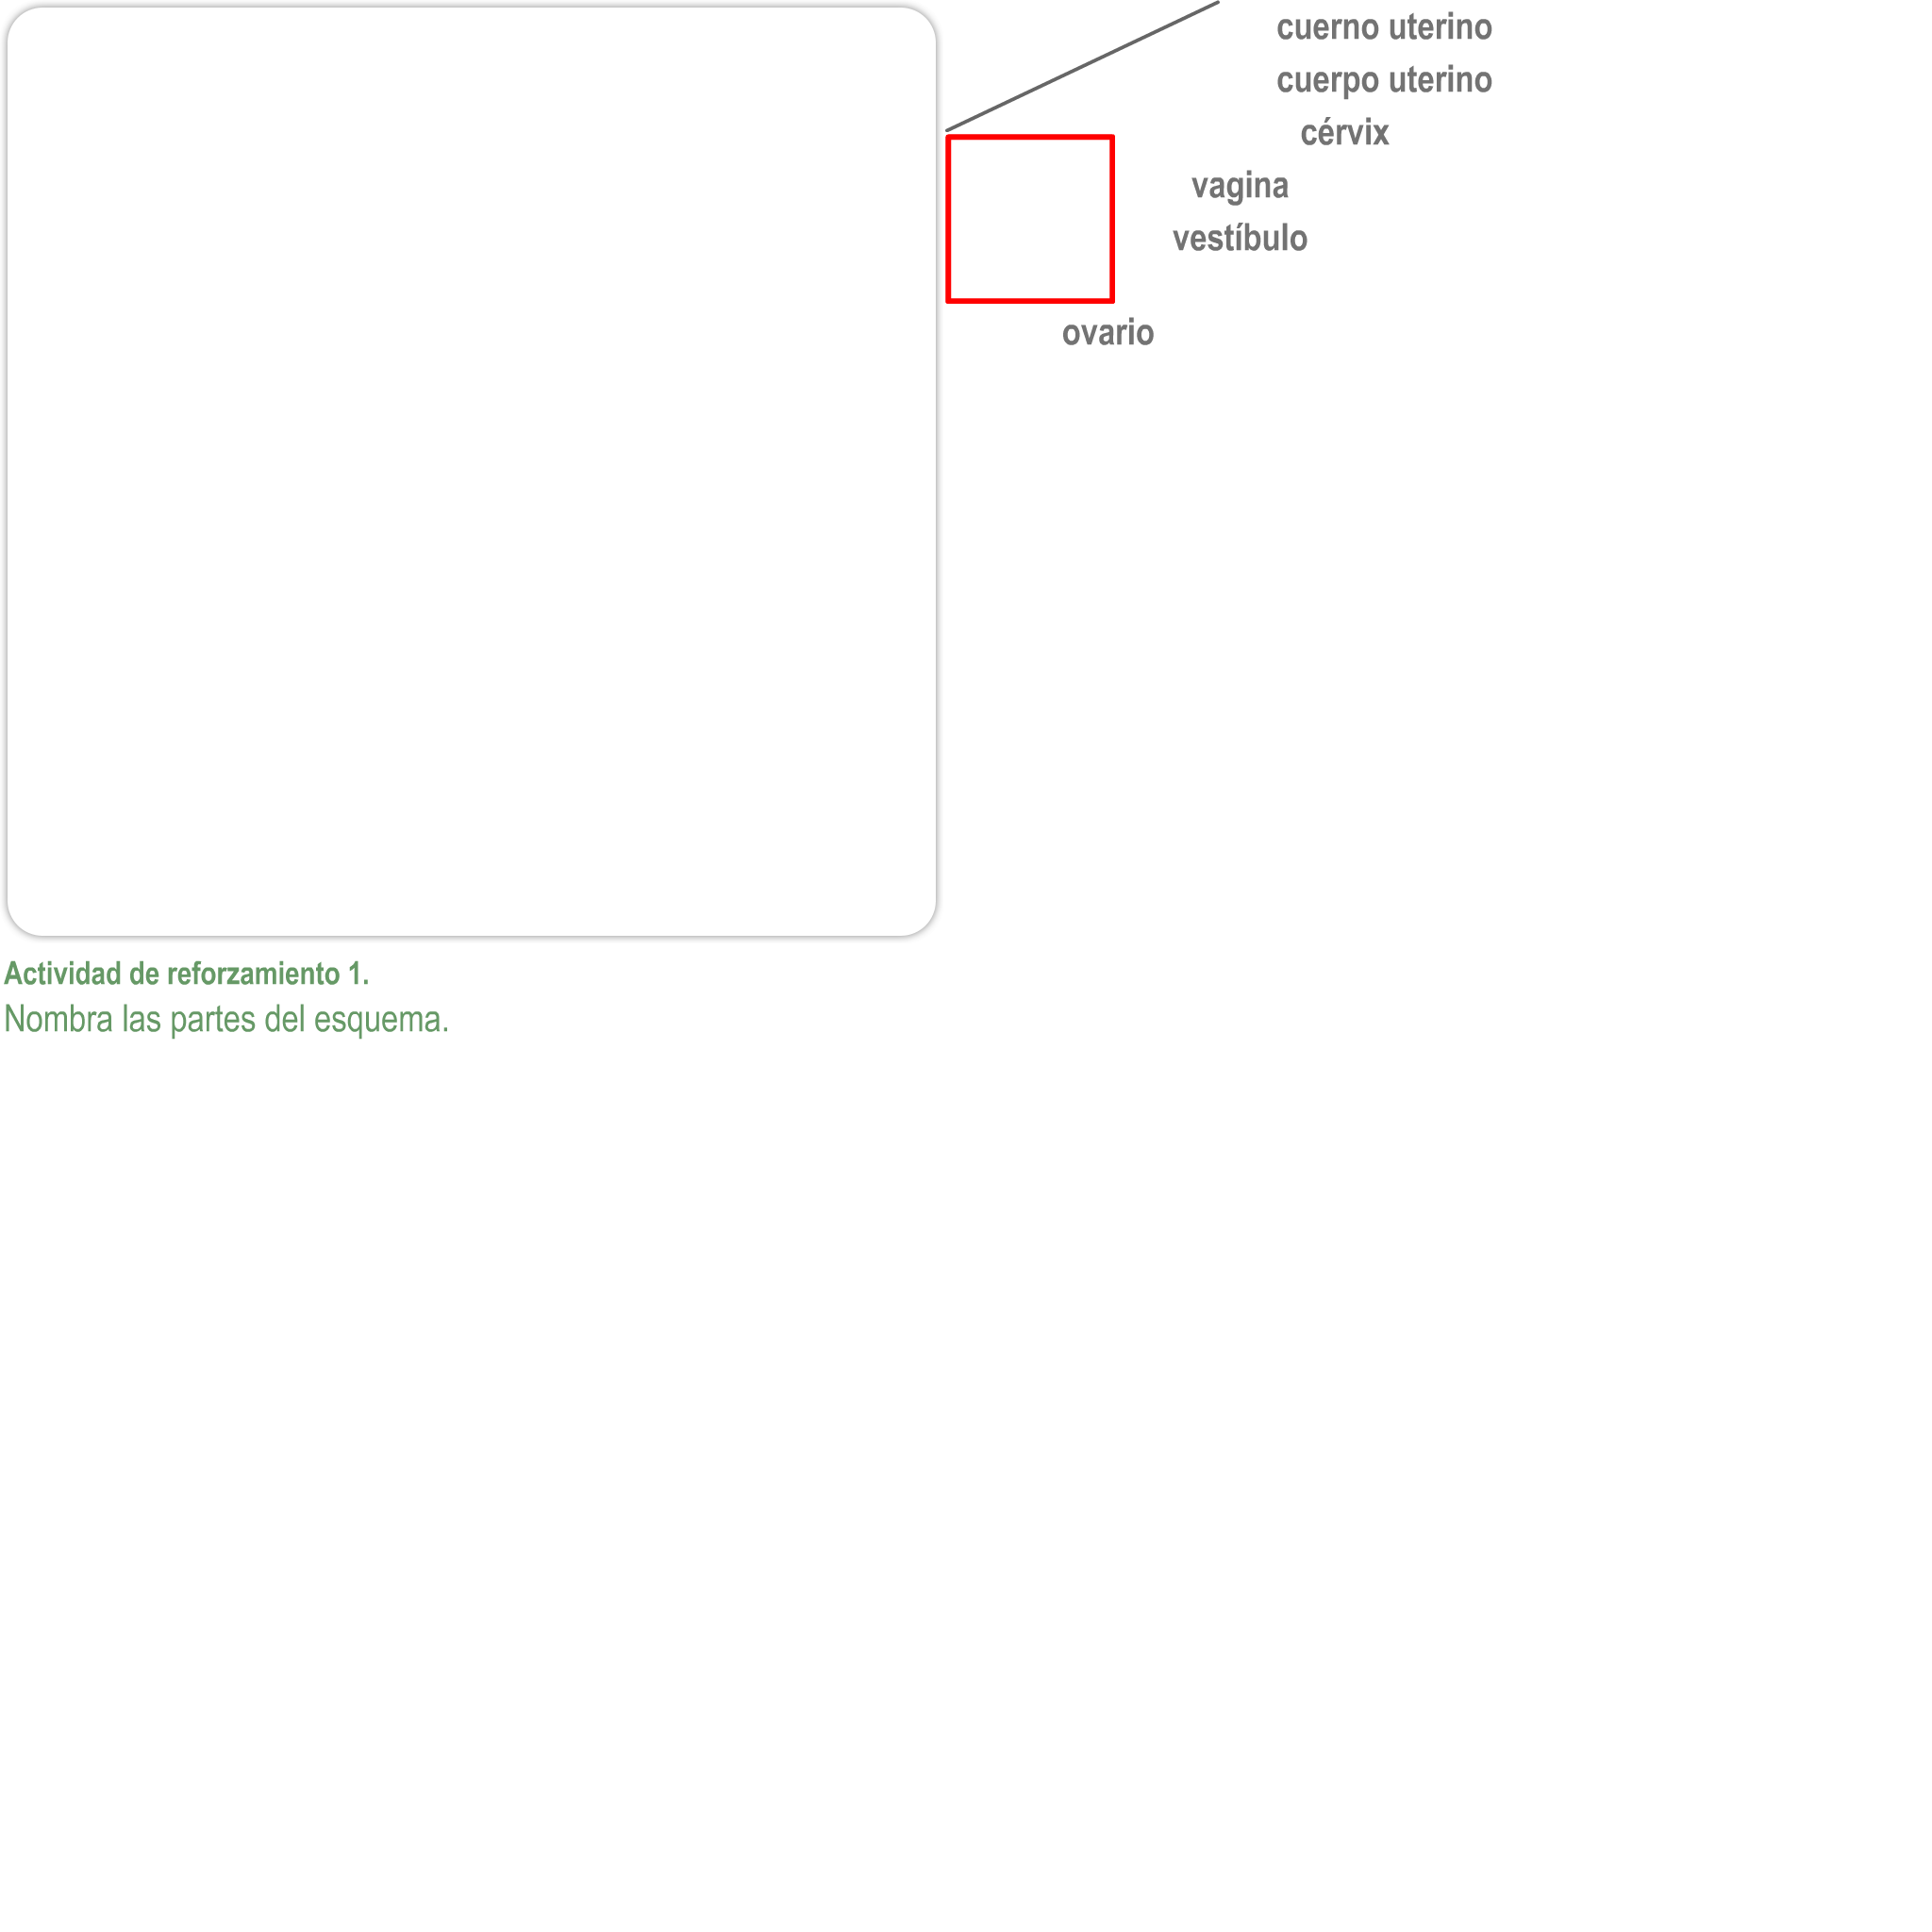 cuerno uterino
cuerpo uterino
cérvix
vagina
vestíbulo
ovario
Actividad de reforzamiento 1.
Nombra las partes del esquema.